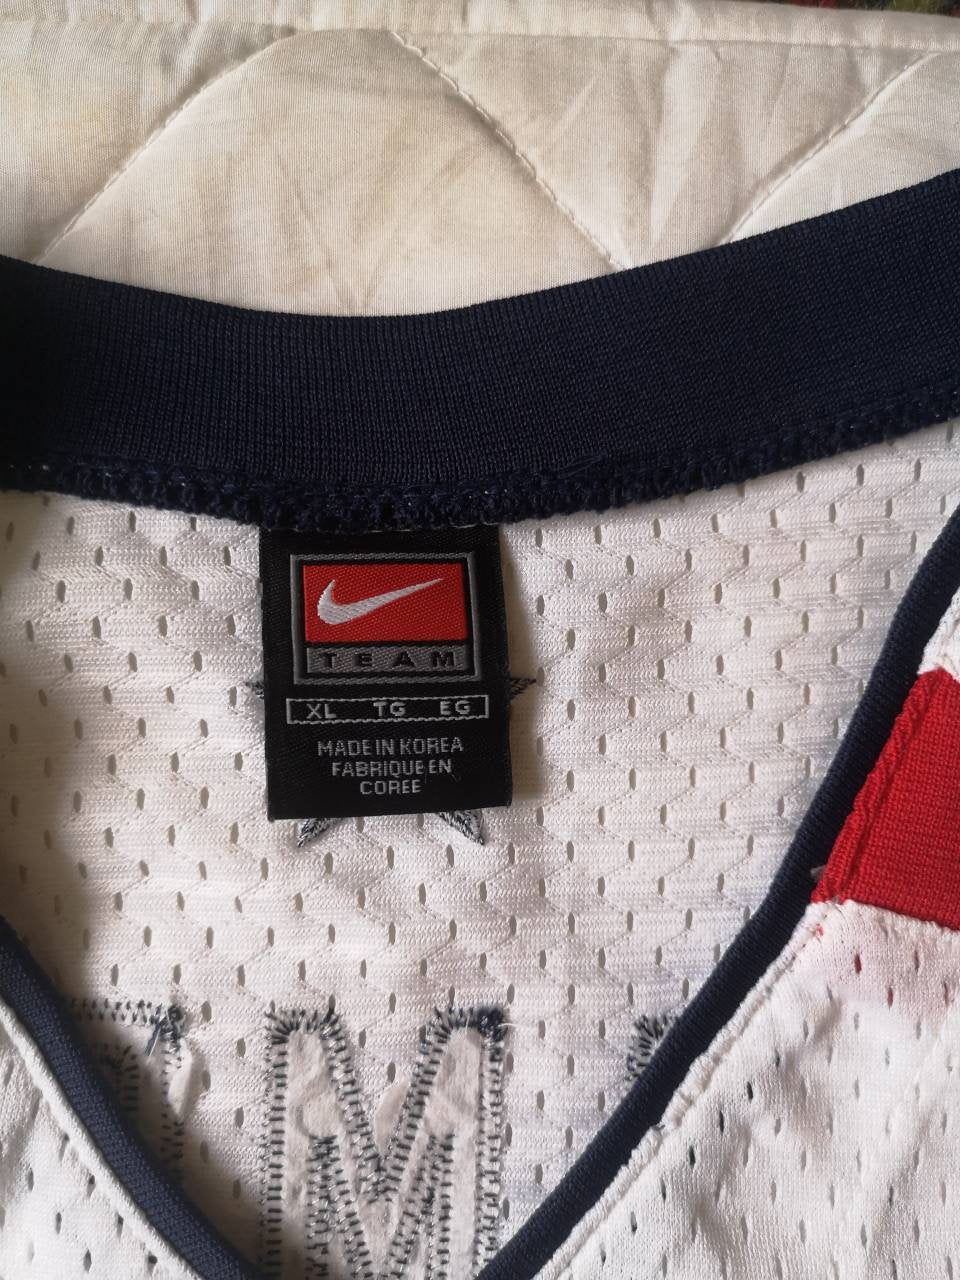 TEAM
XL TG EG
MADE IN KOREA
FABRIQUE EN
COREE